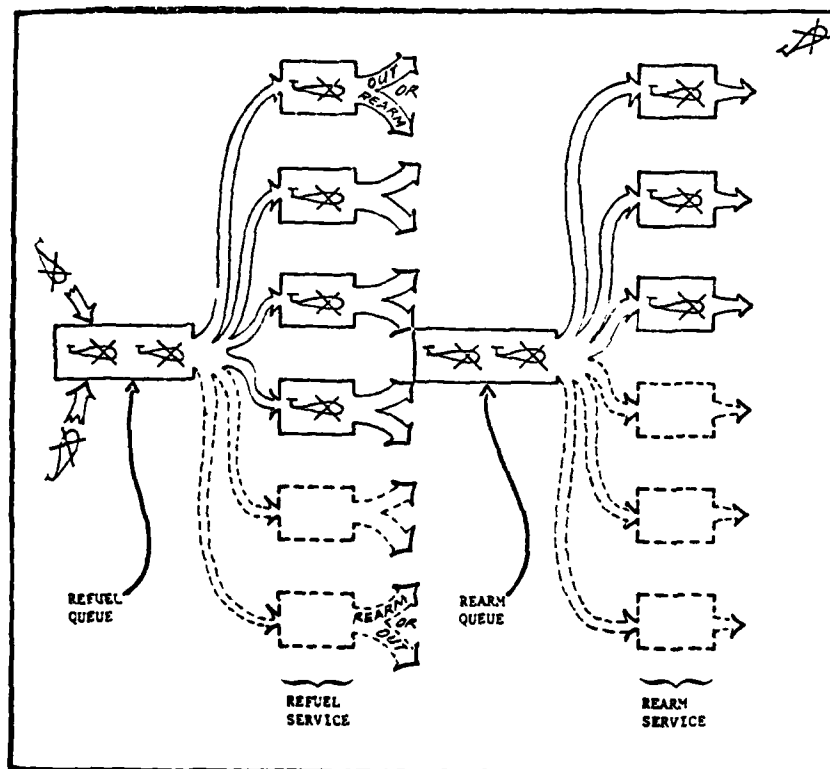 OUT
OR
REARM
REARM
OR
OUT
REFUEL
QUEUE
REARM
QUEUE
REFUEL
SERVICE
REARM
SERVICE